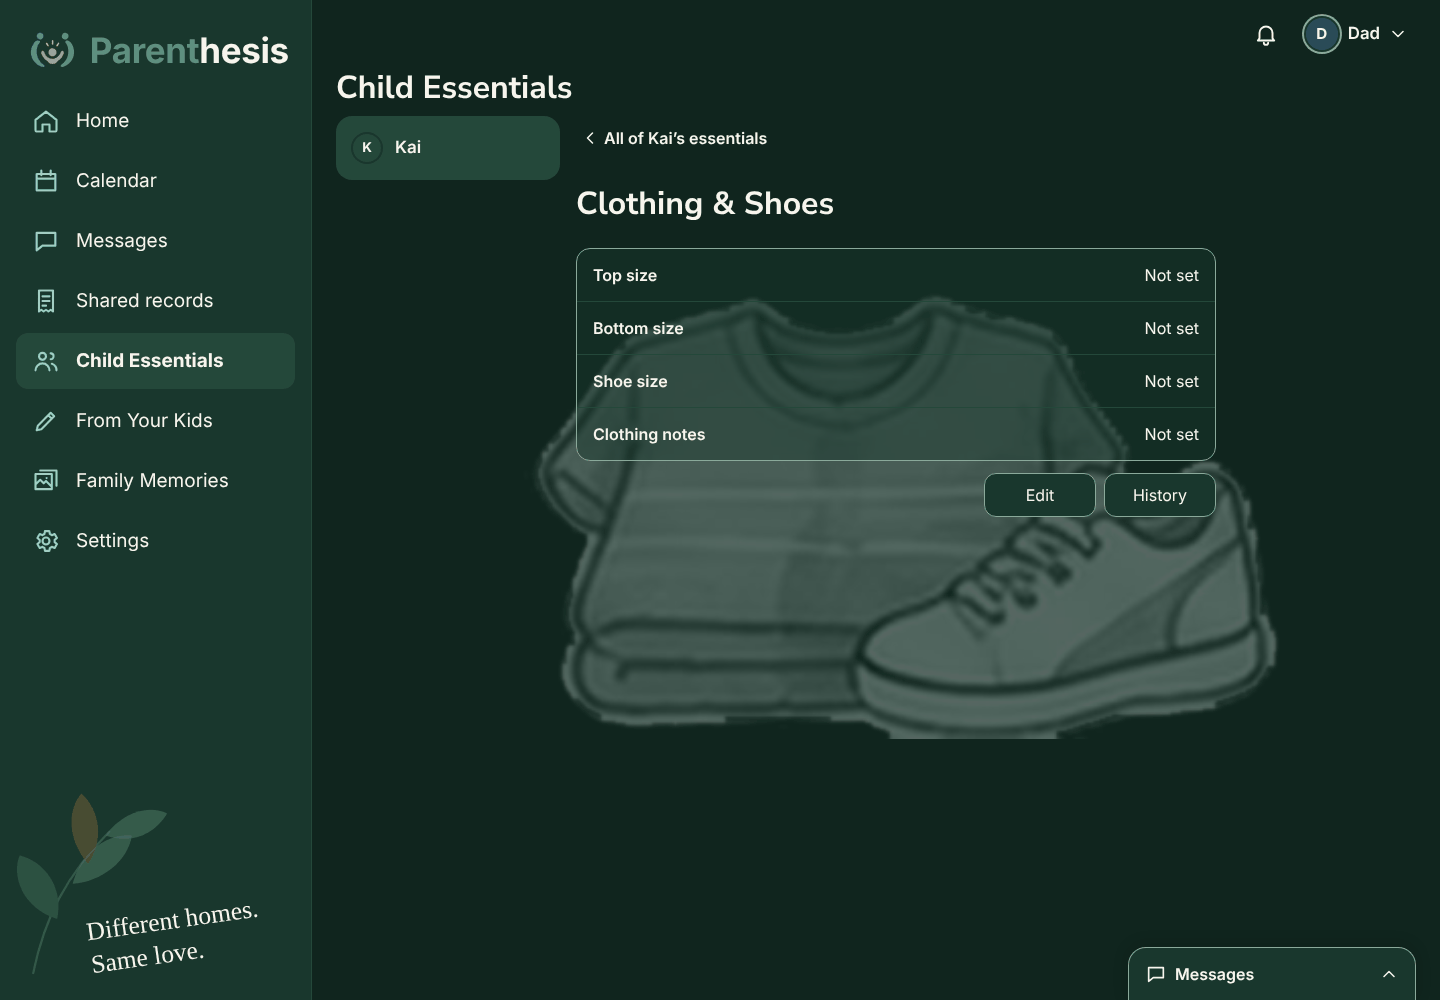 Parenthesis
D
Dad
Home
Calendar
Messages
Shared records
Child Essentials
From Your Kids
Family Memories
Settings
Different homes.
Same love.
Child Essentials
K
Kai
All of Kai’s essentials
Clothing & Shoes
Top size Not set
Bottom size Not set
Shoe size Not set
Clothing notes Not set
Edit
History
Messages